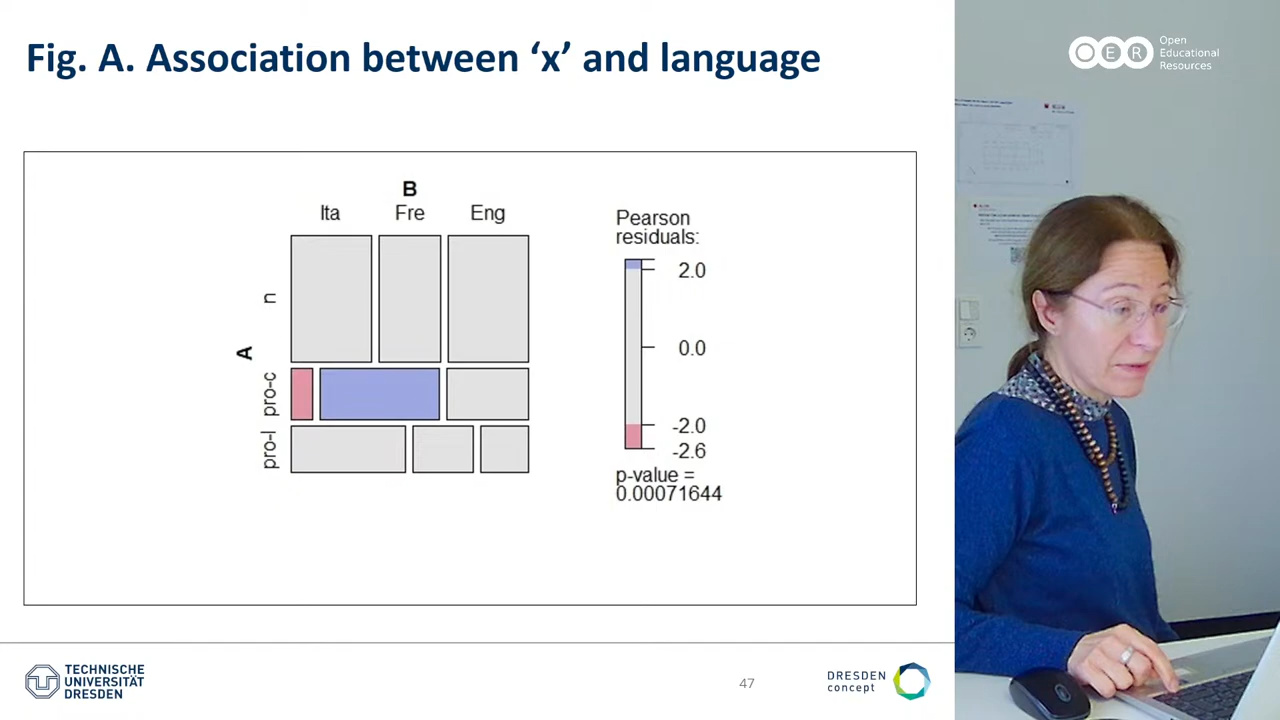 Fig. A. Association between ‘x’ and language
OER
Open
Educational
Resources
B
Ita Fre Eng
A
n
pro-c
pro-l
Pearson
residuals:
2.0
0.0
-2.0
-2.6
p-value =
0.00071644
TECHNISCHE
UNIVERSITÄT
DRESDEN
47
DRESDEN
concept